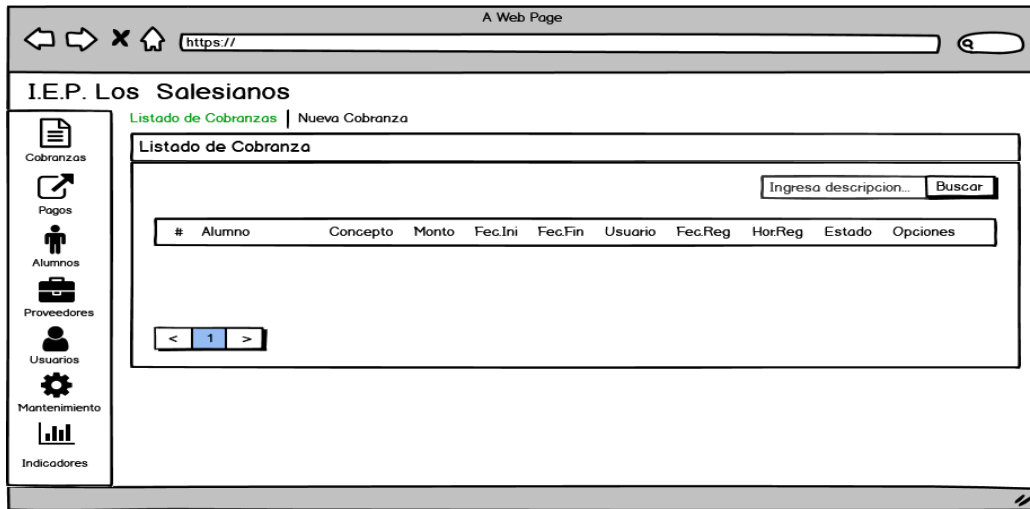 A Web Page
https://
I.E.P. Los Salesianos
Listado de Cobranzas | Nueva Cobranza
Listado de Cobranza
Ingresa descripcion... Buscar
# Alumno Concepto Monto Fec.Ini Fec.Fin Usuario Fec.Reg Hor.Reg Estado Opciones
< 1 >
Cobranzas
Pagos
Alumnos
Proveedores
Usuarios
Mantenimiento
Indicadores